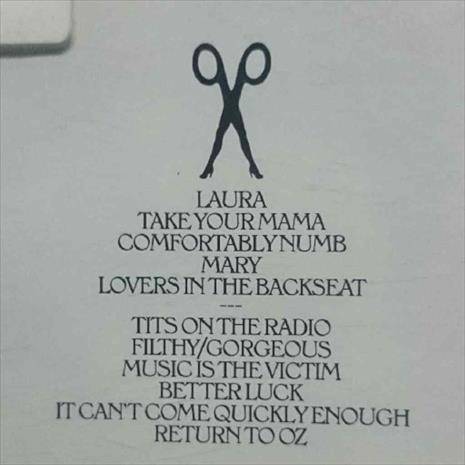 LAURA
TAKE YOUR MAMA
COMFORTABLY NUMB
MARY
LOVERS IN THE BACKSEAT
---
TITS ON THE RADIO
FILTHY/GORGEOUS
MUSIC IS THE VICTIM
BETTER LUCK
IT CAN'T COME QUICKLY ENOUGH
RETURN TO OZ